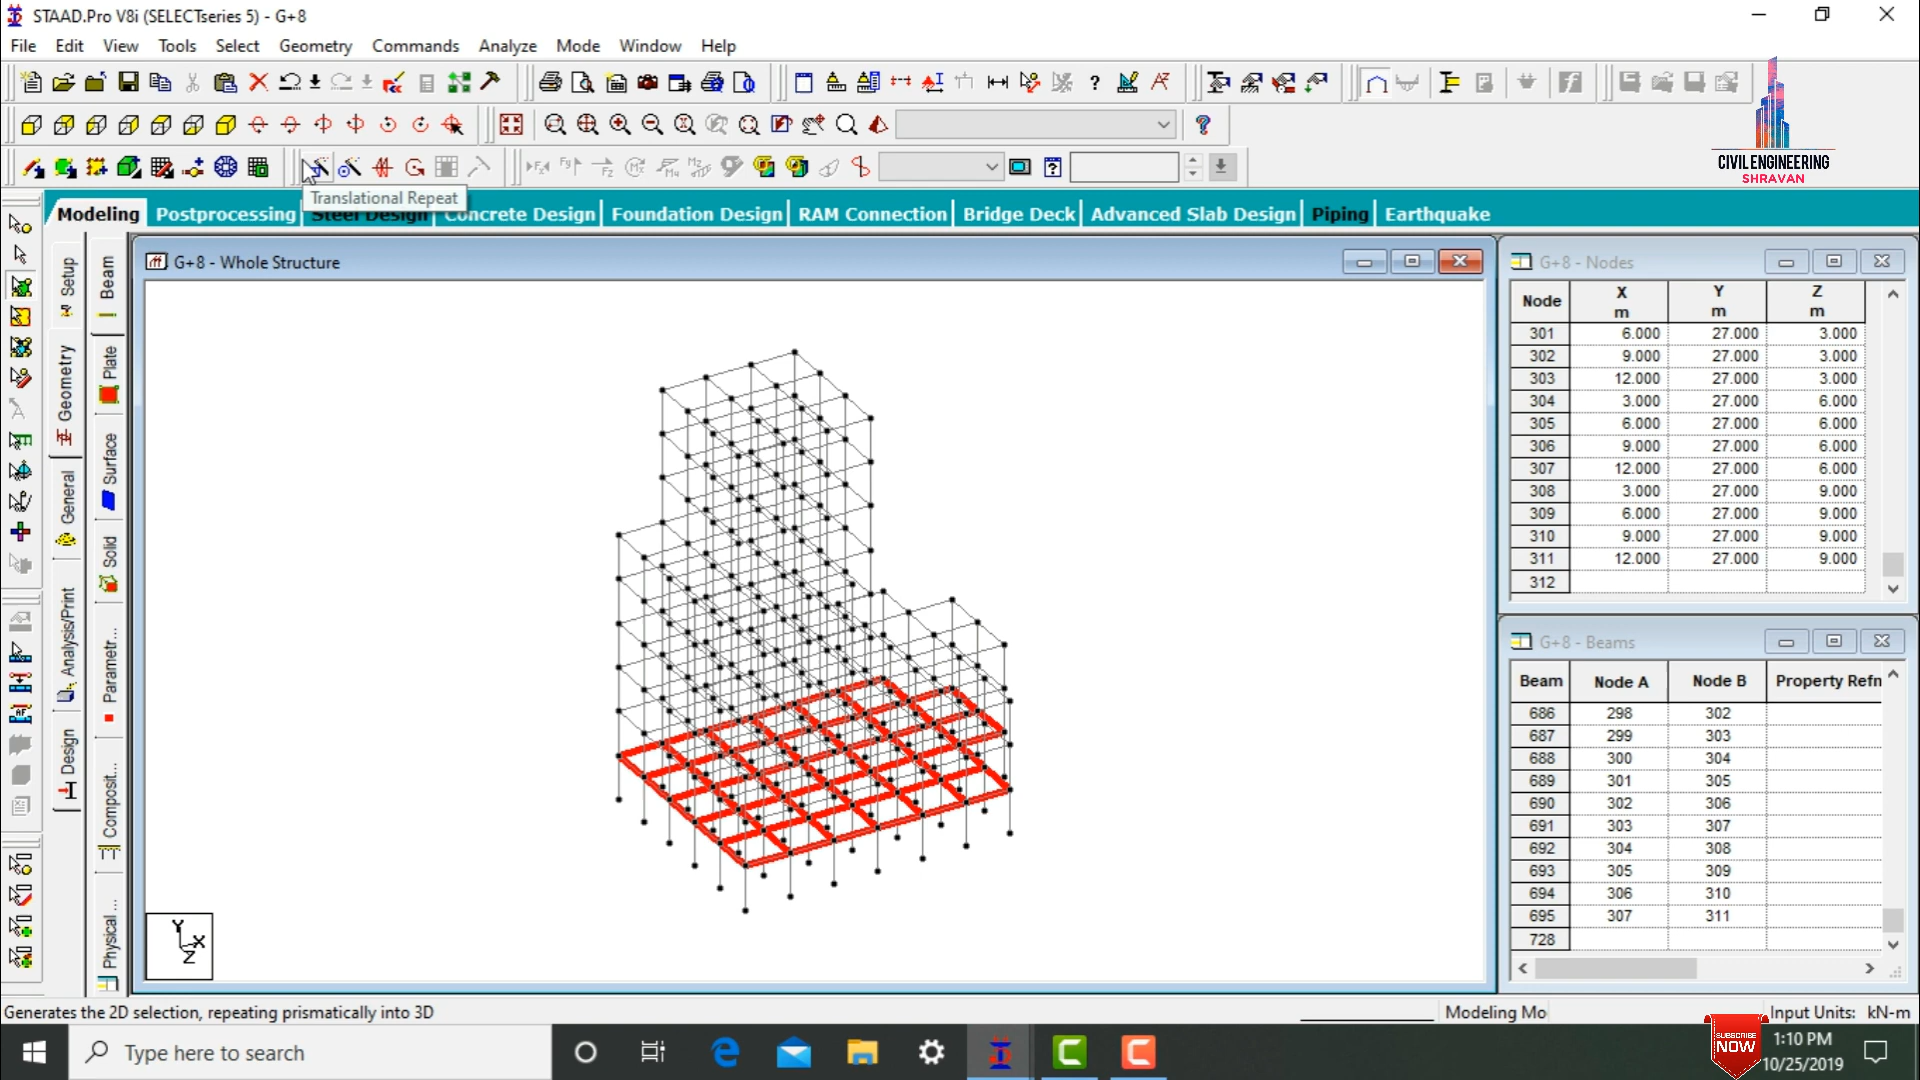 STAAD.Pro V8i (SELECTseries 5) - G+8
File Edit View Tools Select Geometry Commands Analyze Mode Window Help
CIVIL ENGINEERING
SHRAVAN
Translational Repeat
Modeling Postprocessing Steel Design Concrete Design Foundation Design RAM Connection Bridge Deck Advanced Slab Design Piping Earthquake
Setup
Geometry
General
Analysis/Print
Design
Beam
Plate
Surface
Solid
Parametr...
Composit...
Physical ...
G+8 - Whole Structure
Y
X
Z
G+8 - Nodes
Node X m Y m Z m
301 6.000 27.000 3.000
302 9.000 27.000 3.000
303 12.000 27.000 3.000
304 3.000 27.000 6.000
305 6.000 27.000 6.000
306 9.000 27.000 6.000
307 12.000 27.000 6.000
308 3.000 27.000 9.000
309 6.000 27.000 9.000
310 9.000 27.000 9.000
311 12.000 27.000 9.000
312
G+8 - Beams
Beam Node A Node B Property Refn
686 298 302
687 299 303
688 300 304
689 301 305
690 302 306
691 303 307
692 304 308
693 305 309
694 306 310
695 307 311
728
Generates the 2D selection, repeating prismatically into 3D
Modeling Mo
Input Units: kN-m
Type here to search
SUBSCRIBE
NOW
1:10 PM
10/25/2019